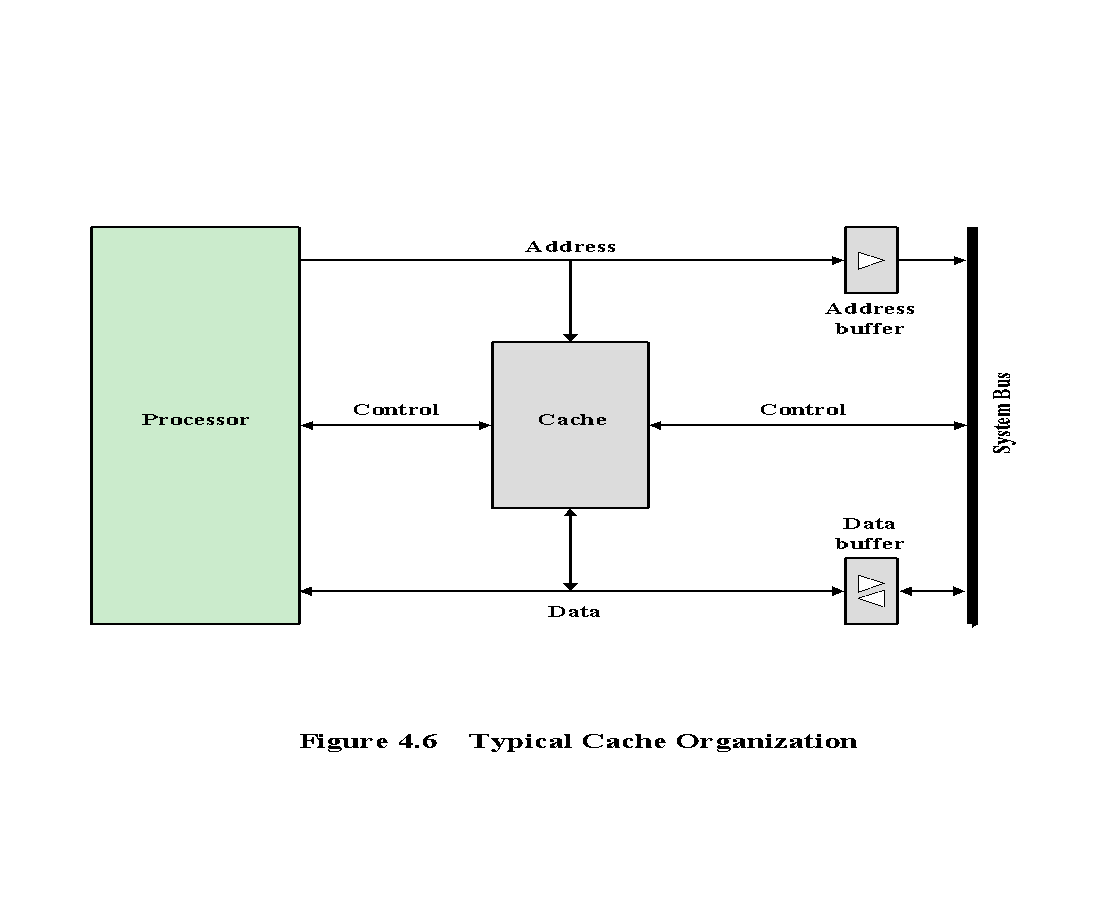 Address
Address
buffer
Processor
Control
Cache
Control
System Bus
Data
buffer
Data
Figure 4.6 Typical Cache Organization